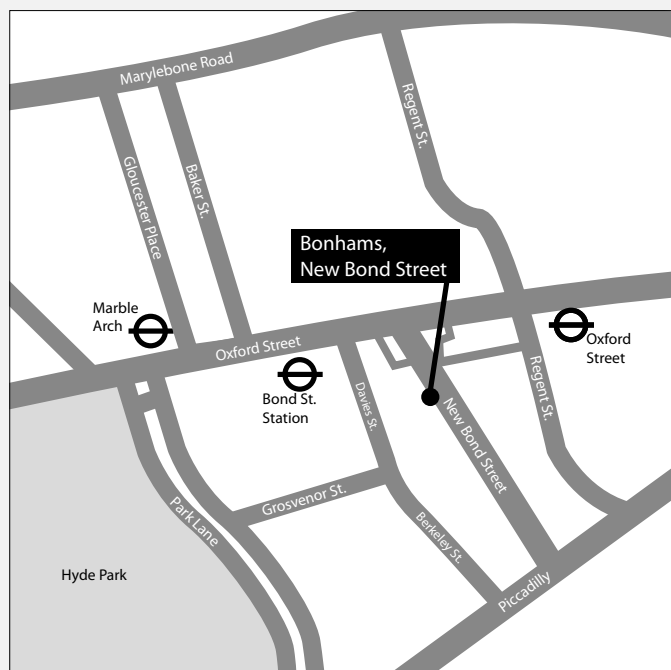 Marylebone Road
Regent St.
Gloucester Place
Baker St.
Bonhams,
New Bond Street
Marble
Arch
Oxford Street
Oxford
Street
Bond St.
Station
Davies St.
New Bond Street
Regent St.
Grosvenor St.
Park Lane
Berkeley St.
Hyde Park
Piccadilly